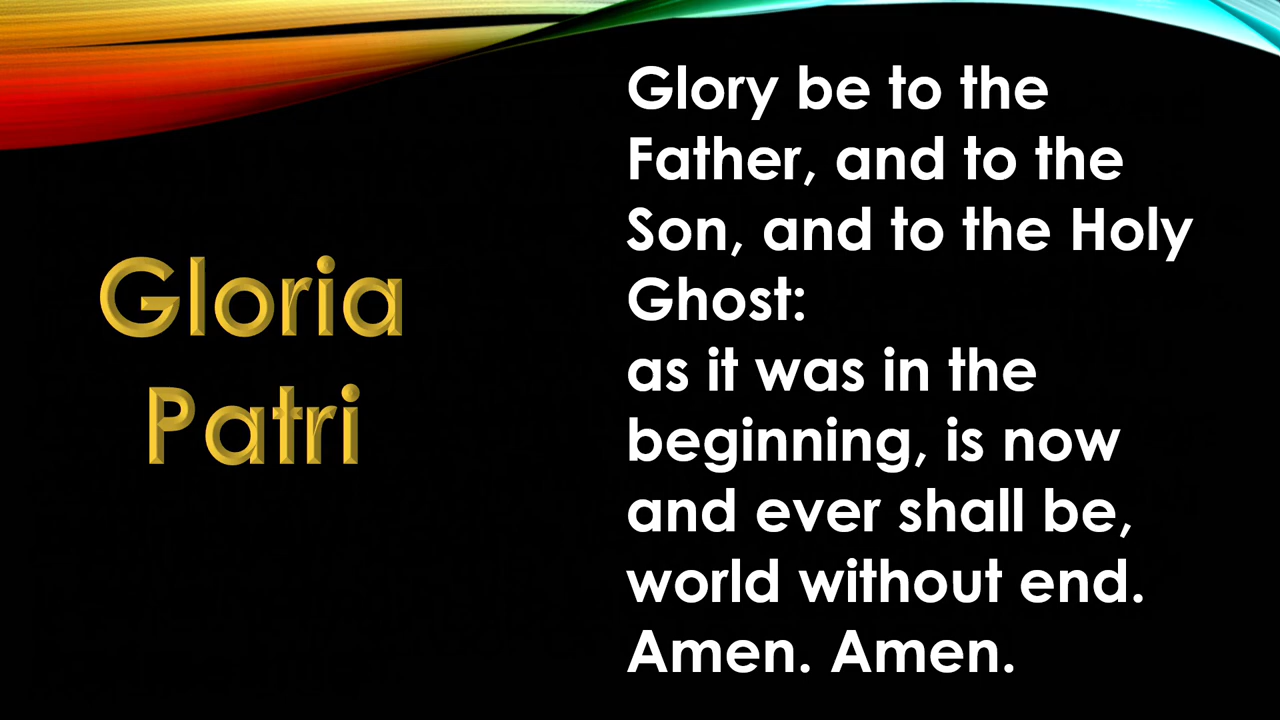 Gloria
Patri
Glory be to the
Father, and to the
Son, and to the Holy
Ghost:
as it was in the
beginning, is now
and ever shall be,
world without end.
Amen. Amen.